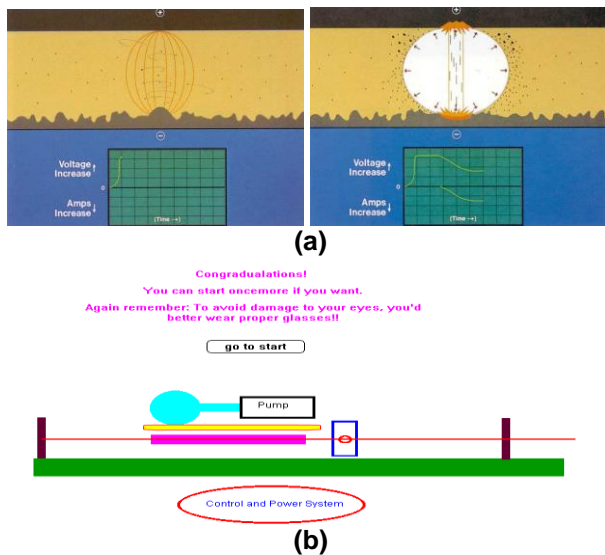 +
+
−
−
Voltage
Increase ↑
0
Amps
Increase ↓
(Time →)
Voltage
Increase ↑
0
Amps
Increase ↓
(Time →)
(a)
Congradualations!
You can start oncemore if you want.
Again remember: To avoid damage to your eyes, you'd
better wear proper glasses!!
go to start
Pump
Control and Power System
(b)